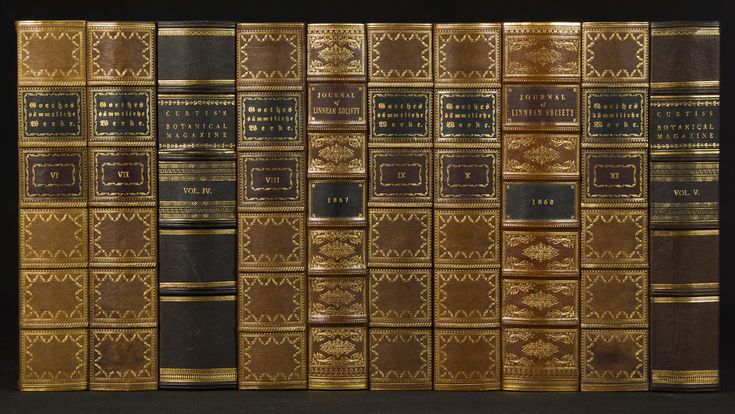 Goethes
sämmtliche
Werke.
VI
Goethes
sämmtliche
Werke.
VII
CURTIS'S
BOTANICAL
MAGAZINE
VOL. IV.
Goethes
sämmtliche
Werke.
VIII
JOURNAL
of
LINNEAN SOCIETY
1867
Goethes
sämmtliche
Werke.
IX
Goethes
sämmtliche
Werke.
X
JOURNAL
of
LINNEAN SOCIETY
1868
Goethes
sämmtliche
Werke.
XI
CURTIS'S
BOTANICAL
MAGAZINE
VOL. V.